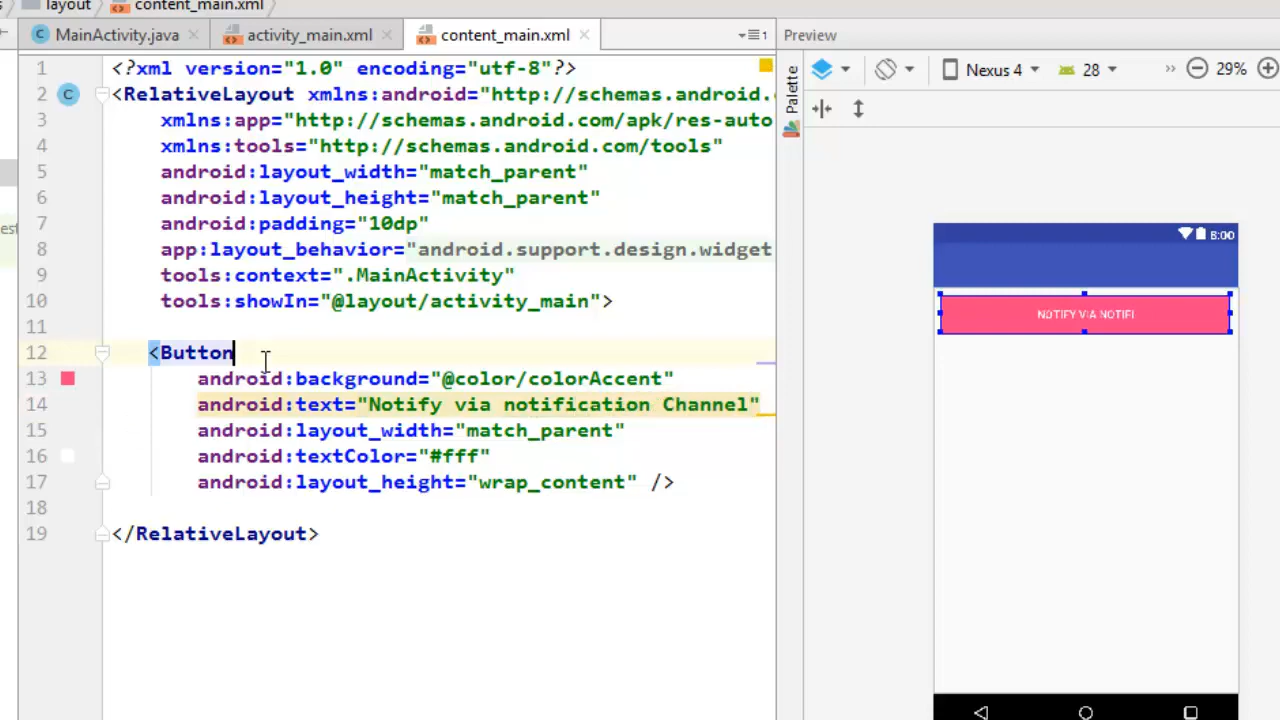 layout content_main.xml
MainActivity.java activity_main.xml content_main.xml 1 Preview
1 <?xml version="1.0" encoding="utf-8"?>
2 C <RelativeLayout xmlns:android="http://schemas.android.
3 xmlns:app="http://schemas.android.com/apk/res-auto
4 xmlns:tools="http://schemas.android.com/tools"
5 android:layout_width="match_parent"
6 android:layout_height="match_parent"
7 android:padding="10dp"
8 app:layout_behavior="android.support.design.widget
9 tools:context=".MainActivity"
10 tools:showIn="@layout/activity_main">
11
12 <Button
13 android:background="@color/colorAccent"
14 android:text="Notify via notification Channel"
15 android:layout_width="match_parent"
16 android:textColor="#fff"
17 android:layout_height="wrap_content" />
18
19 </RelativeLayout>
Palette
Nexus 4 28 » 29%
8:00
NOTIFY VIA NOTIFI